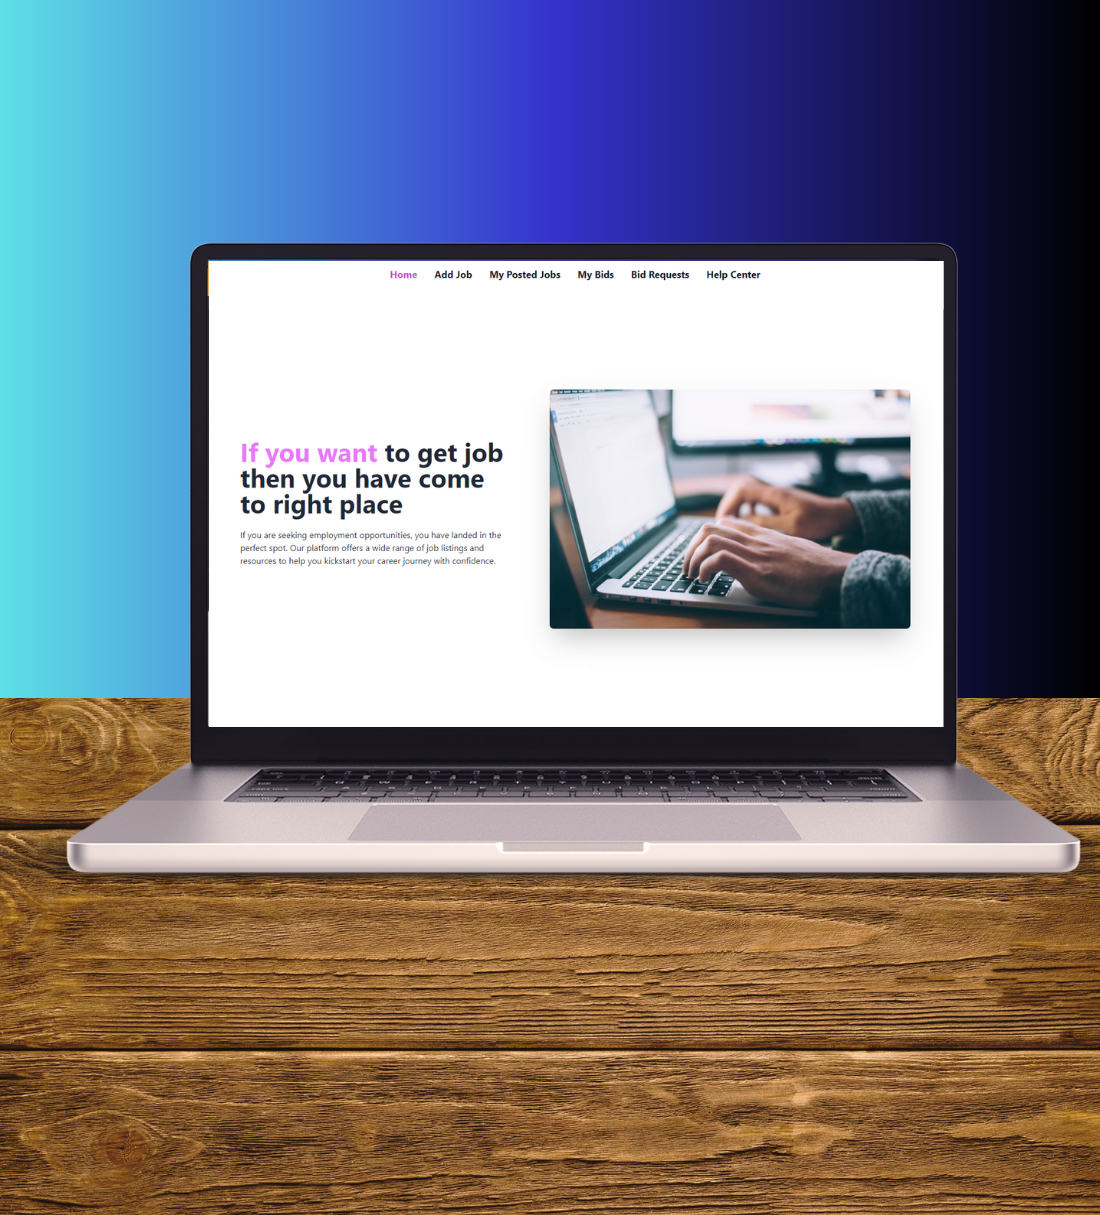 Home Add Job My Posted Jobs My Bids Bid Requests Help Center
If you want to get job
then you have come
to right place
If you are seeking employment opportunities, you have landed in the
perfect spot. Our platform offers a wide range of job listings and
resources to help you kickstart your career journey with confidence.